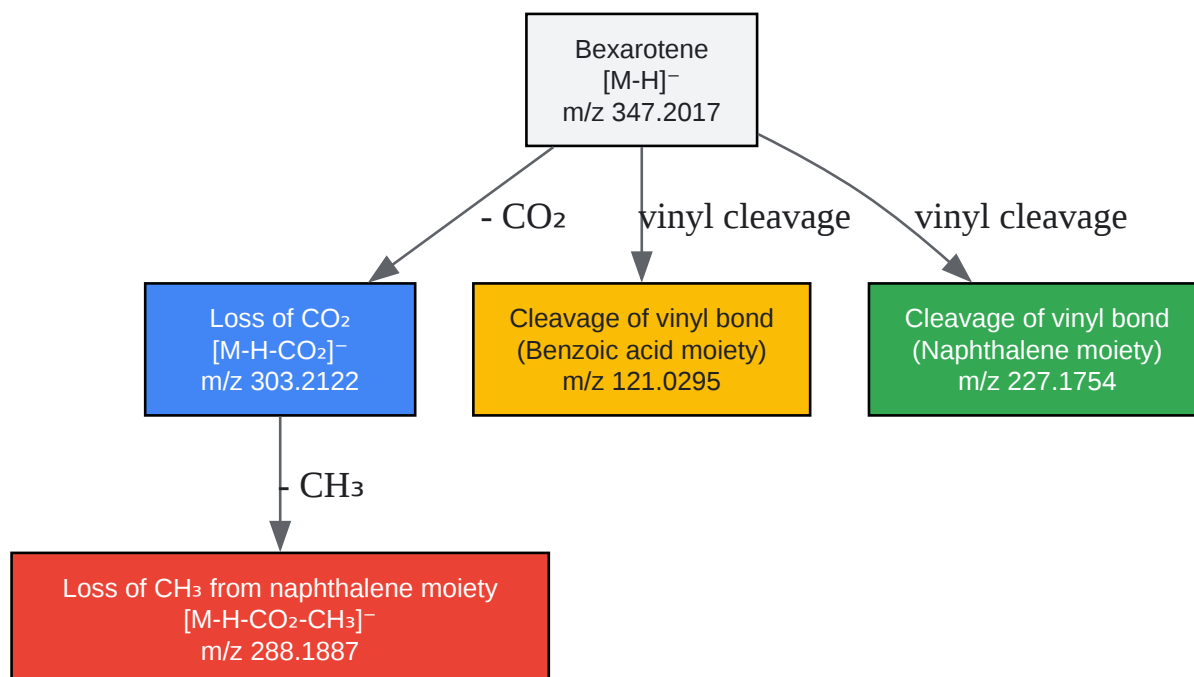 Bexarotene
[M-H]⁻
m/z 347.2017
- CO₂
vinyl cleavage
vinyl cleavage
Loss of CO₂
[M-H-CO₂]⁻
m/z 303.2122
Cleavage of vinyl bond
(Benzoic acid moiety)
m/z 121.0295
Cleavage of vinyl bond
(Naphthalene moiety)
m/z 227.1754
- CH₃
Loss of CH₃ from naphthalene moiety
[M-H-CO₂-CH₃]⁻
m/z 288.1887